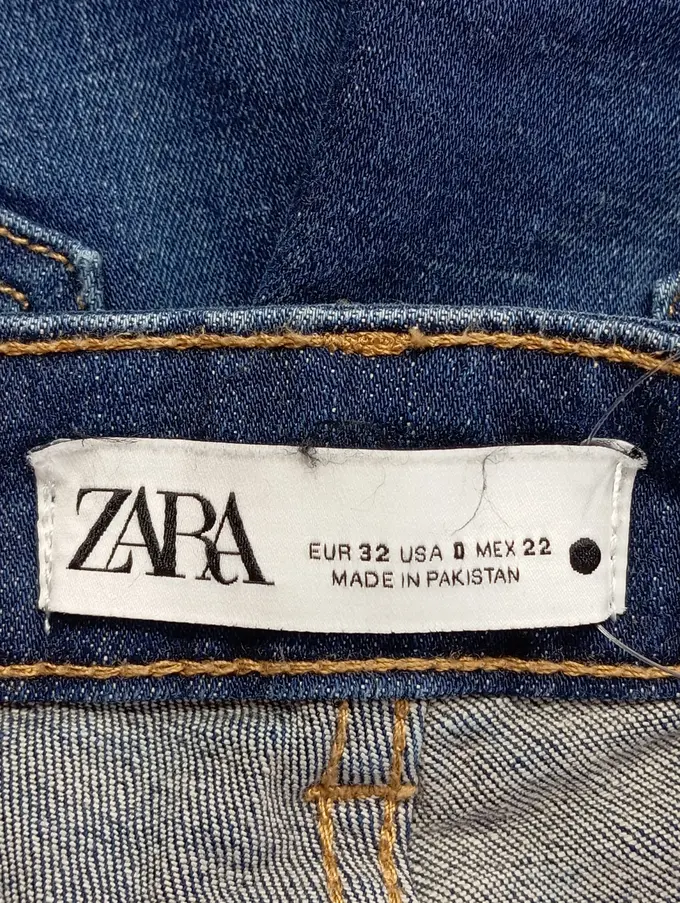 ZARA
EUR 32 USA 0 MEX 22
MADE IN PAKISTAN